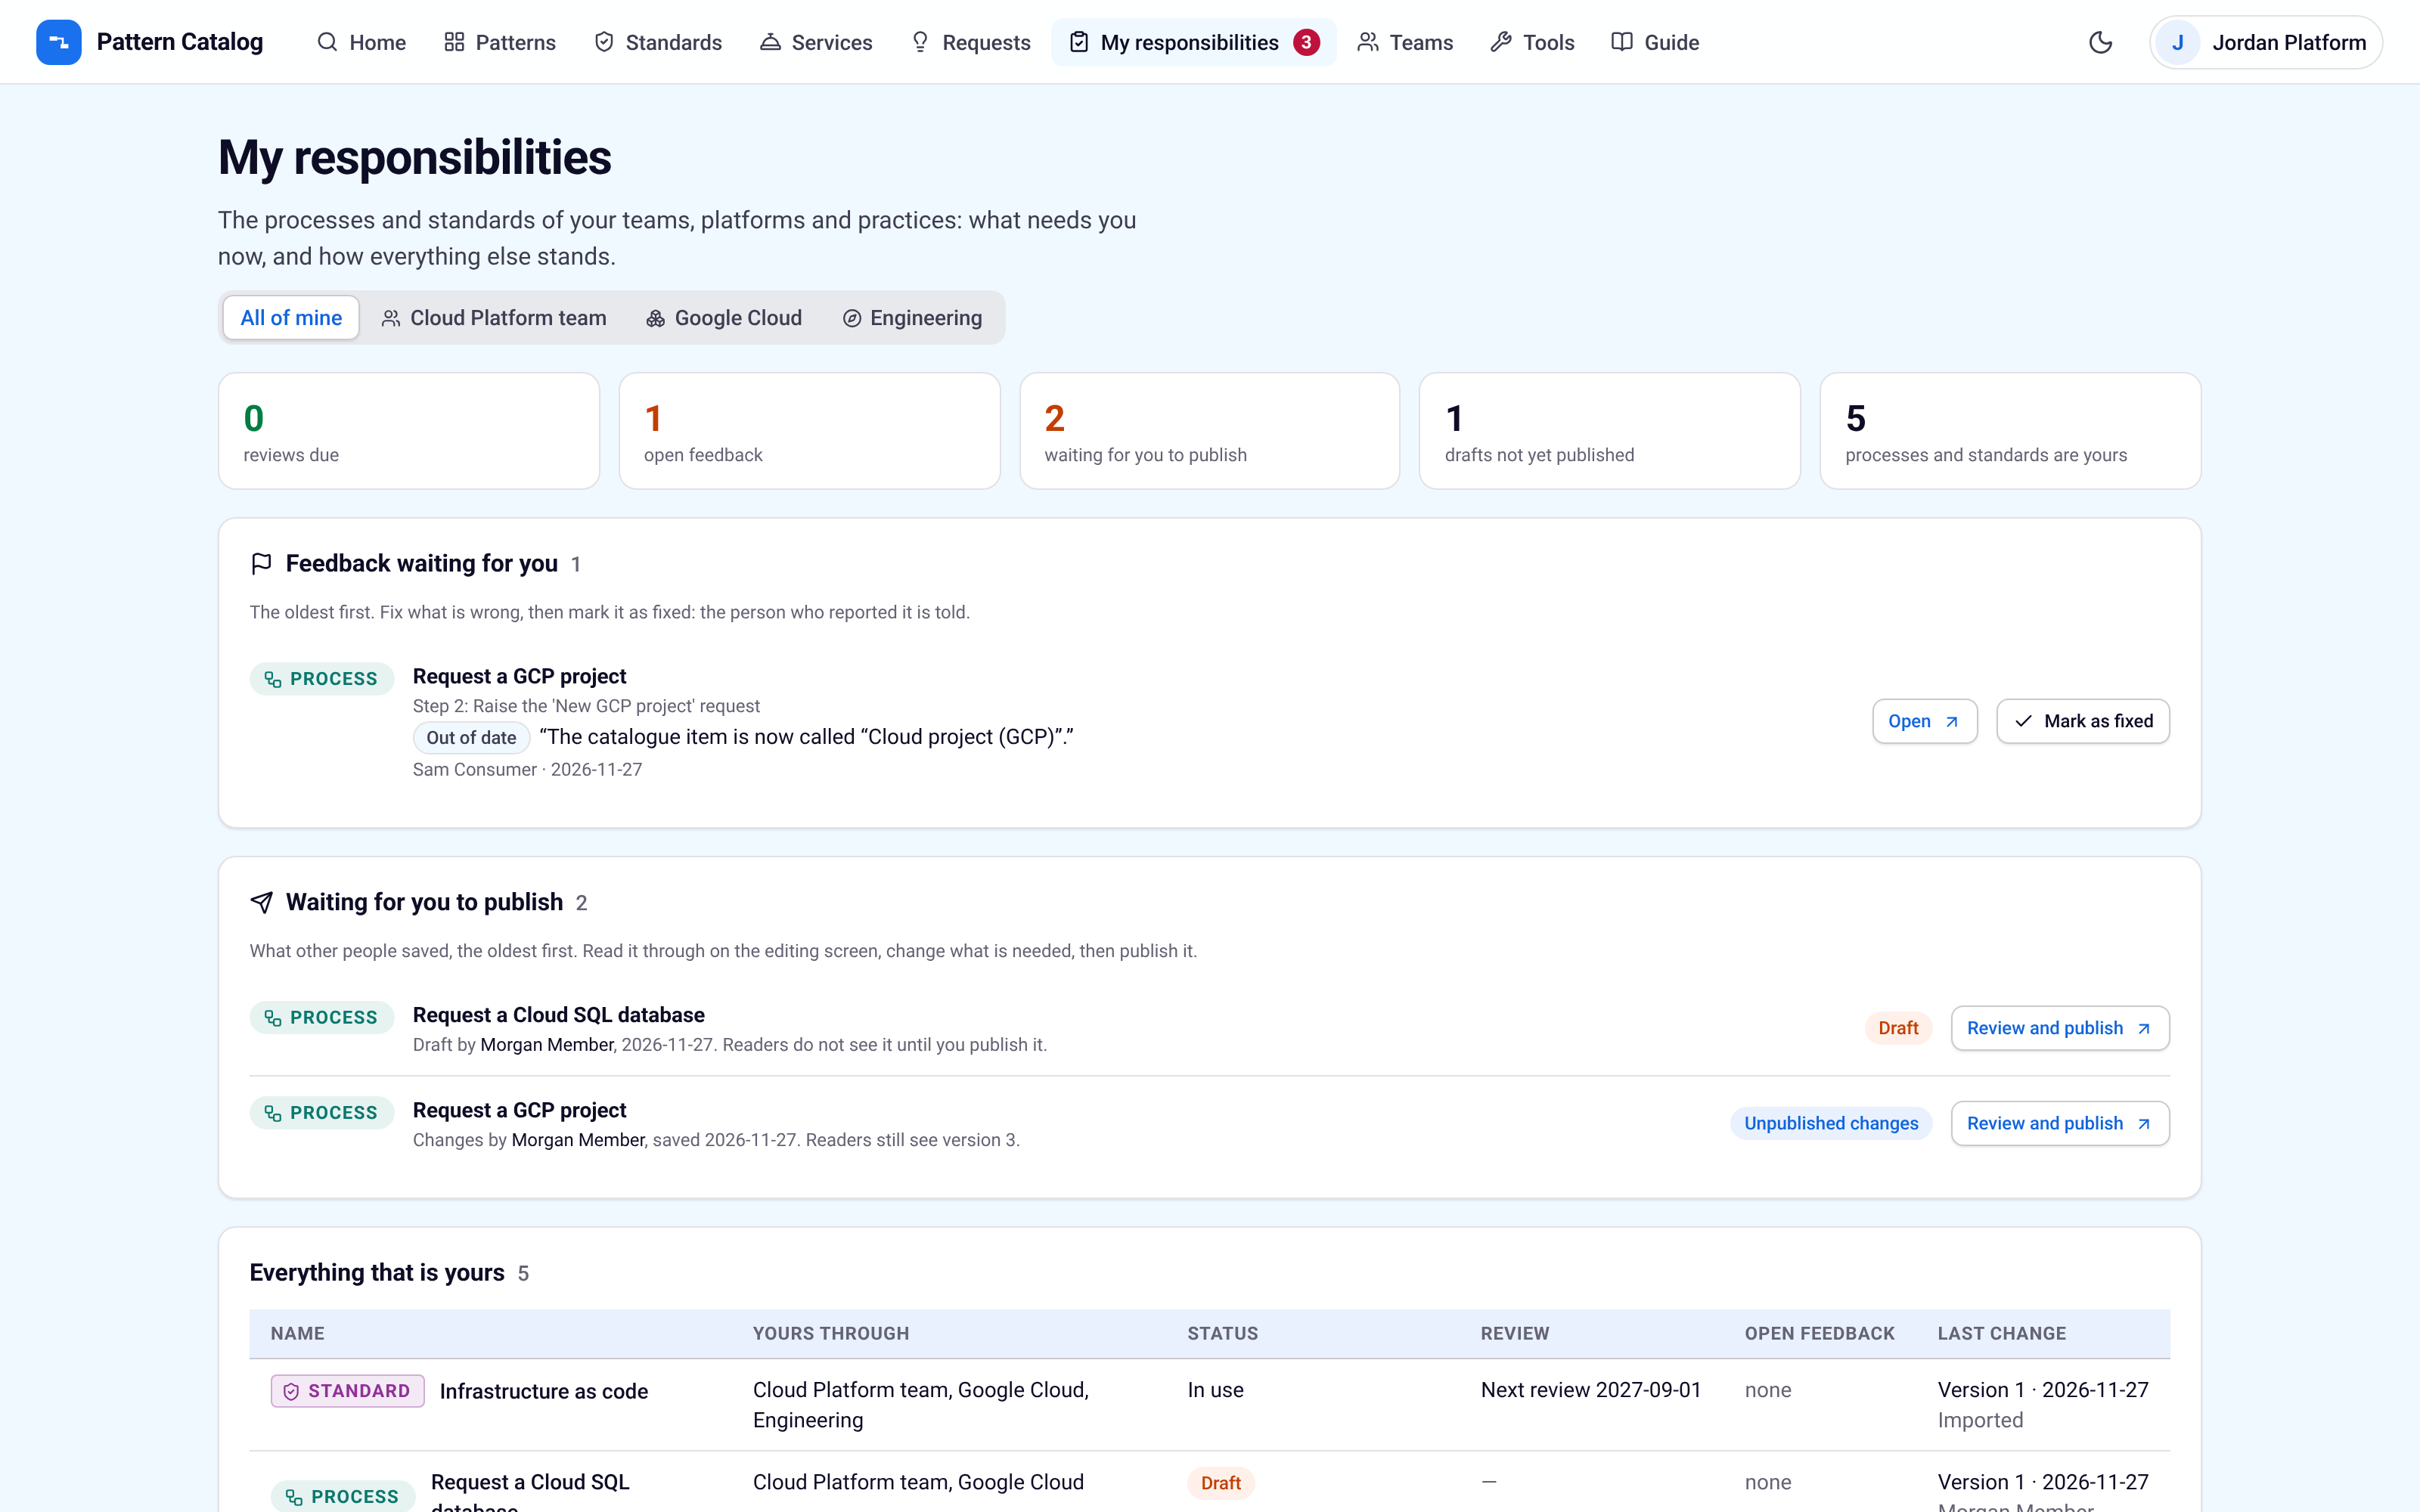 Pattern Catalog
Home
Patterns
Standards
Services
Requests
My responsibilities 3
Teams
Tools
Guide
J Jordan Platform
My responsibilities
The processes and standards of your teams, platforms and practices: what needs you
now, and how everything else stands.
All of mine
Cloud Platform team
Google Cloud
Engineering
0
reviews due
1
open feedback
2
waiting for you to publish
1
drafts not yet published
5
processes and standards are yours
Feedback waiting for you 1
The oldest first. Fix what is wrong, then mark it as fixed: the person who reported it is told.
PROCESS
Request a GCP project
Step 2: Raise the 'New GCP project' request
Out of date “The catalogue item is now called “Cloud project (GCP)”.”
Sam Consumer · 2026-11-27
Open
Mark as fixed
Waiting for you to publish 2
What other people saved, the oldest first. Read it through on the editing screen, change what is needed, then publish it.
PROCESS
Request a Cloud SQL database
Draft by Morgan Member, 2026-11-27. Readers do not see it until you publish it.
Draft
Review and publish
PROCESS
Request a GCP project
Changes by Morgan Member, saved 2026-11-27. Readers still see version 3.
Unpublished changes
Review and publish
Everything that is yours 5
NAME YOURS THROUGH STATUS REVIEW OPEN FEEDBACK LAST CHANGE
STANDARD Infrastructure as code
Cloud Platform team, Google Cloud,
Engineering
In use
Next review 2027-09-01
none
Version 1 · 2026-11-27
Imported
PROCESS
Request a Cloud SQL
database
Cloud Platform team, Google Cloud
Draft
—
none
Version 1 · 2026-11-27
Morgan Member